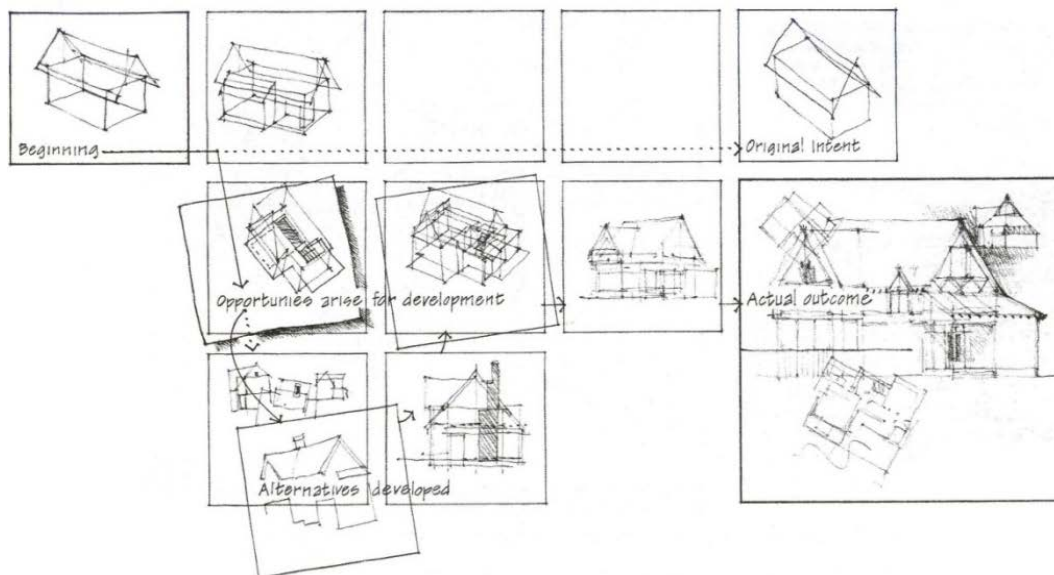 Beginning
Original Intent
Opportunies arise for development
Actual outcome
Alternatives developed